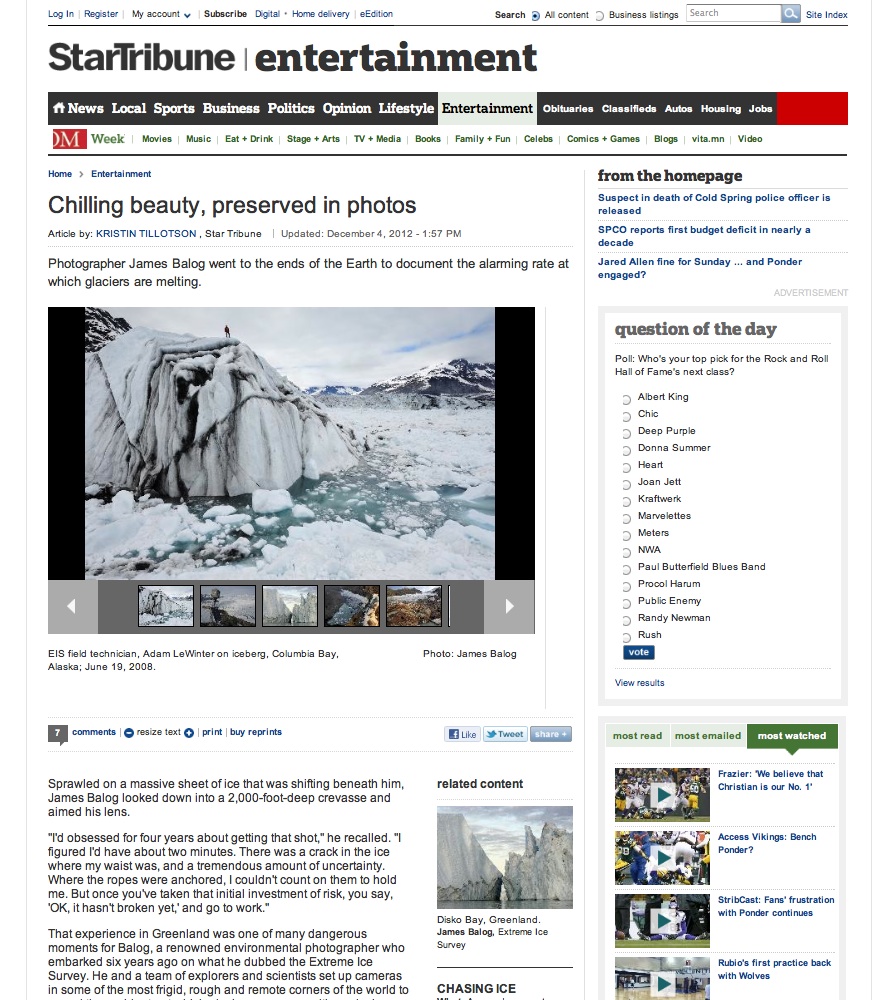 Log In | Register | My account | Subscribe Digital • Home delivery | eEdition
Search All content Business listings Search Site Index
StarTribune | entertainment
News Local Sports Business Politics Opinion Lifestyle Entertainment Obituaries Classifieds Autos Housing Jobs
OM Week | Movies | Music | Eat + Drink | Stage + Arts | TV + Media | Books | Family + Fun | Celebs | Comics + Games | Blogs | vita.mn | Video
Home > Entertainment
Chilling beauty, preserved in photos
Article by: KRISTIN TILLOTSON , Star Tribune | Updated: December 4, 2012 - 1:57 PM
Photographer James Balog went to the ends of the Earth to document the alarming rate at
which glaciers are melting.
EIS field technician, Adam LeWinter on iceberg, Columbia Bay,
Alaska; June 19, 2008.
Photo: James Balog
7 comments | resize text | print | buy reprints
Like Tweet share +
Sprawled on a massive sheet of ice that was shifting beneath him,
James Balog looked down into a 2,000-foot-deep crevasse and
aimed his lens.
"I'd obsessed for four years about getting that shot," he recalled. "I
figured I'd have about two minutes. There was a crack in the ice
where my waist was, and a tremendous amount of uncertainty.
Where the ropes were anchored, I couldn't count on them to hold
me. But once you've taken that initial investment of risk, you say,
'OK, it hasn't broken yet,' and go to work."
That experience in Greenland was one of many dangerous
moments for Balog, a renowned environmental photographer who
embarked six years ago on what he dubbed the Extreme Ice
Survey. He and a team of explorers and scientists set up cameras
in some of the most frigid, rough and remote corners of the world to
related content
Disko Bay, Greenland.
James Balog, Extreme Ice
Survey
CHASING ICE
from the homepage
Suspect in death of Cold Spring police officer is
released
SPCO reports first budget deficit in nearly a
decade
Jared Allen fine for Sunday ... and Ponder
engaged?
ADVERTISEMENT
question of the day
Poll: Who's your top pick for the Rock and Roll
Hall of Fame's next class?
Albert King
Chic
Deep Purple
Donna Summer
Heart
Joan Jett
Kraftwerk
Marvelettes
Meters
NWA
Paul Butterfield Blues Band
Procol Harum
Public Enemy
Randy Newman
Rush
vote
View results
most read most emailed most watched
Frazier: 'We believe that
Christian is our No. 1'
Access Vikings: Bench
Ponder?
StribCast: Fans' frustration
with Ponder continues
Rubio's first practice back
with Wolves